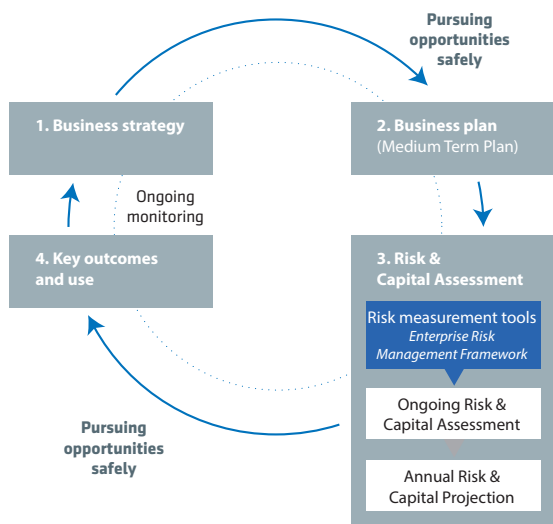 Pursuing
opportunities
safely
1. Business strategy
2. Business plan
(Medium Term Plan)
Ongoing
monitoring
4. Key outcomes
and use
3. Risk &
Capital Assessment
Risk measurement tools
Enterprise Risk
Management Framework
Ongoing Risk &
Capital Assessment
Annual Risk &
Capital Projection
Pursuing
opportunities
safely